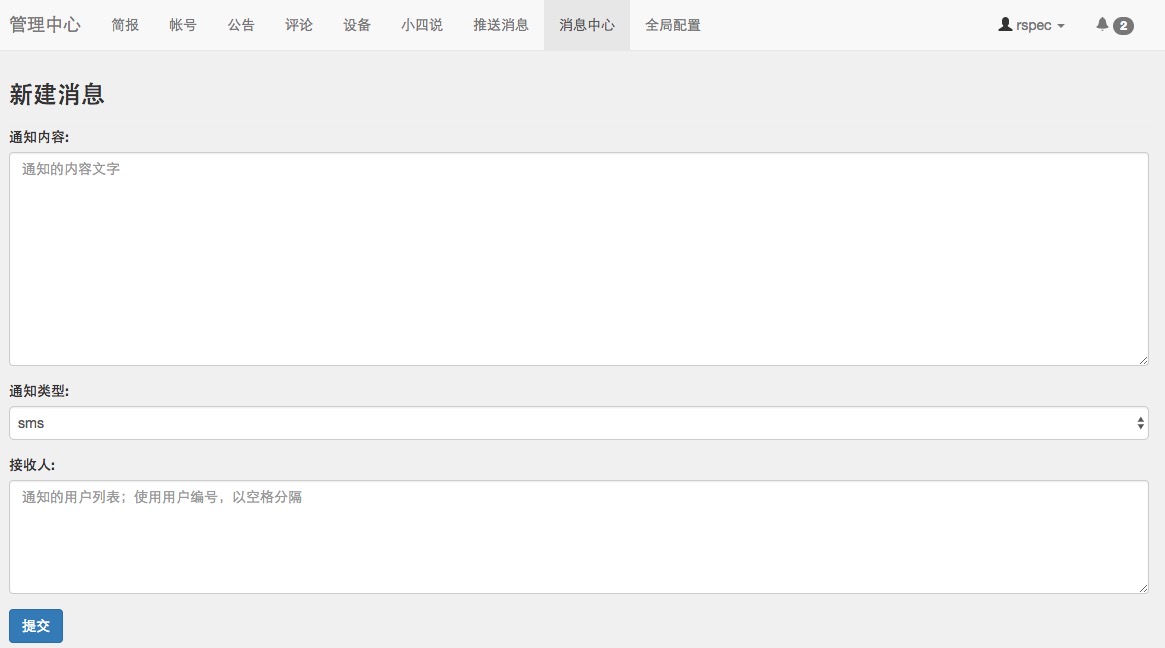 管理中心 简报 帐号 公告 评论 设备 小四说 推送消息 消息中心 全局配置 rspec 2
新建消息
通知内容:
通知的内容文字
通知类型:
sms
接收人:
通知的用户列表；使用用户编号，以空格分隔
提交